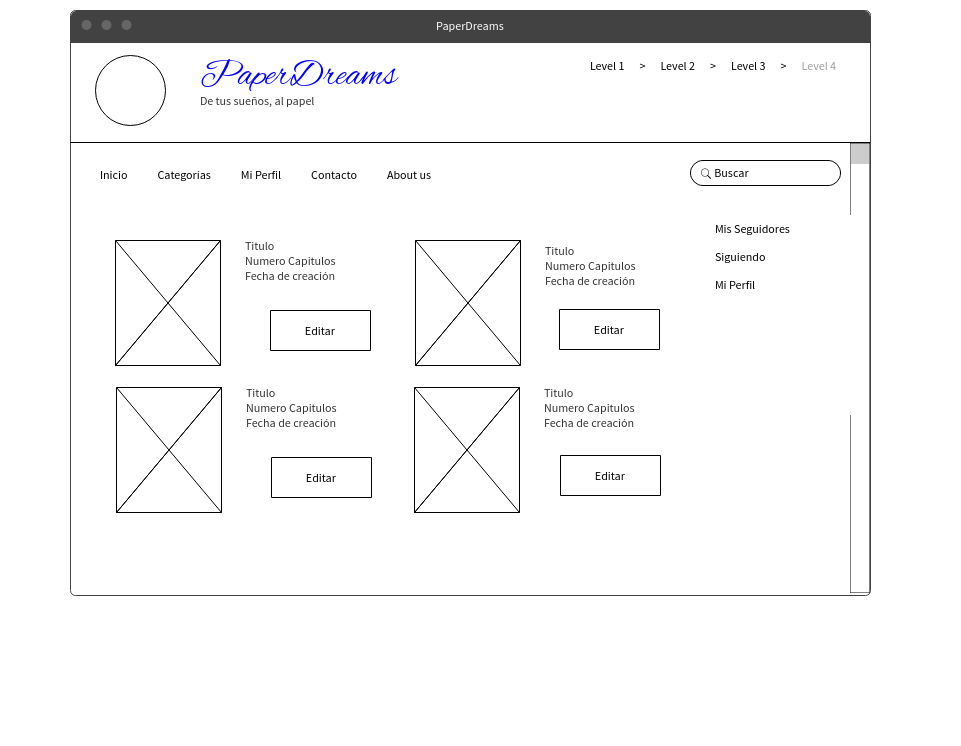 PaperDreams
PaperDreams
De tus sueños, al papel
Level 1 > Level 2 > Level 3 > Level 4
Inicio Categorias Mi Perfil Contacto About us
Buscar
Mis Seguidores
Siguiendo
Mi Perfil
Titulo
Numero Capitulos
Fecha de creación
Editar
Titulo
Numero Capitulos
Fecha de creación
Editar
Titulo
Numero Capitulos
Fecha de creación
Editar
Titulo
Numero Capitulos
Fecha de creación
Editar